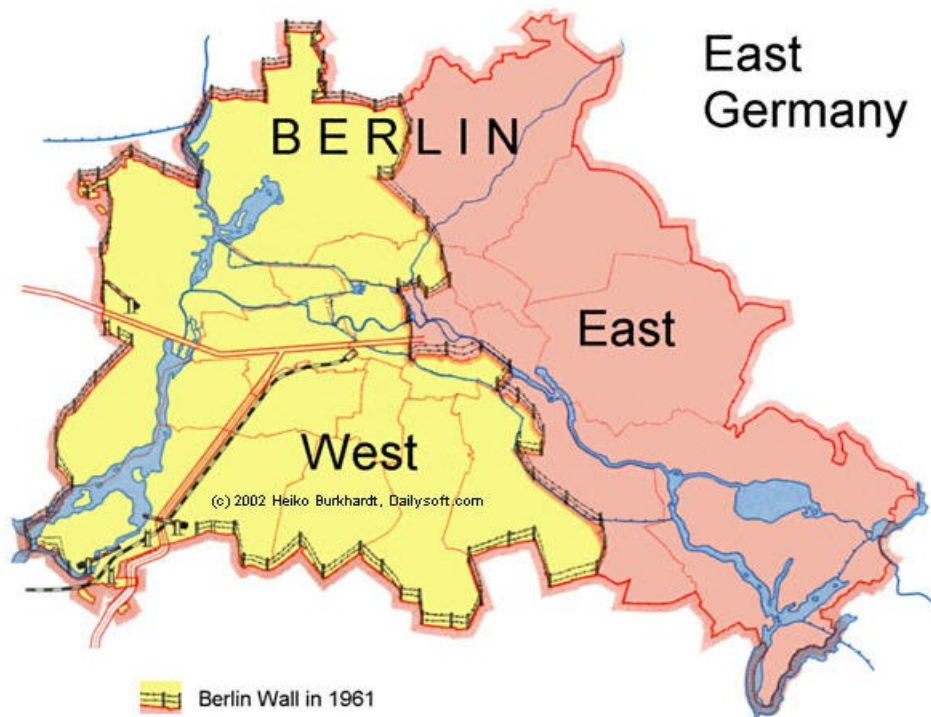 East
Germany
BERLIN
East
West
(c) 2002 Heiko Burkhardt, Dailysoft.com
Berlin Wall in 1961